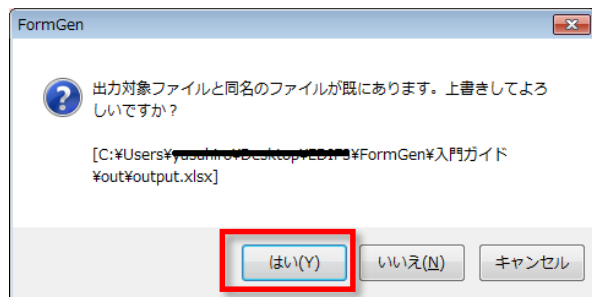 FormGen
出力対象ファイルと同名のファイルが既にあります。上書きしてよろ
しいですか？
[C:¥Users¥ ¥FormGen¥入門ガイド
¥out¥output.xlsx]
はい(Y)
いいえ(N)
キャンセル